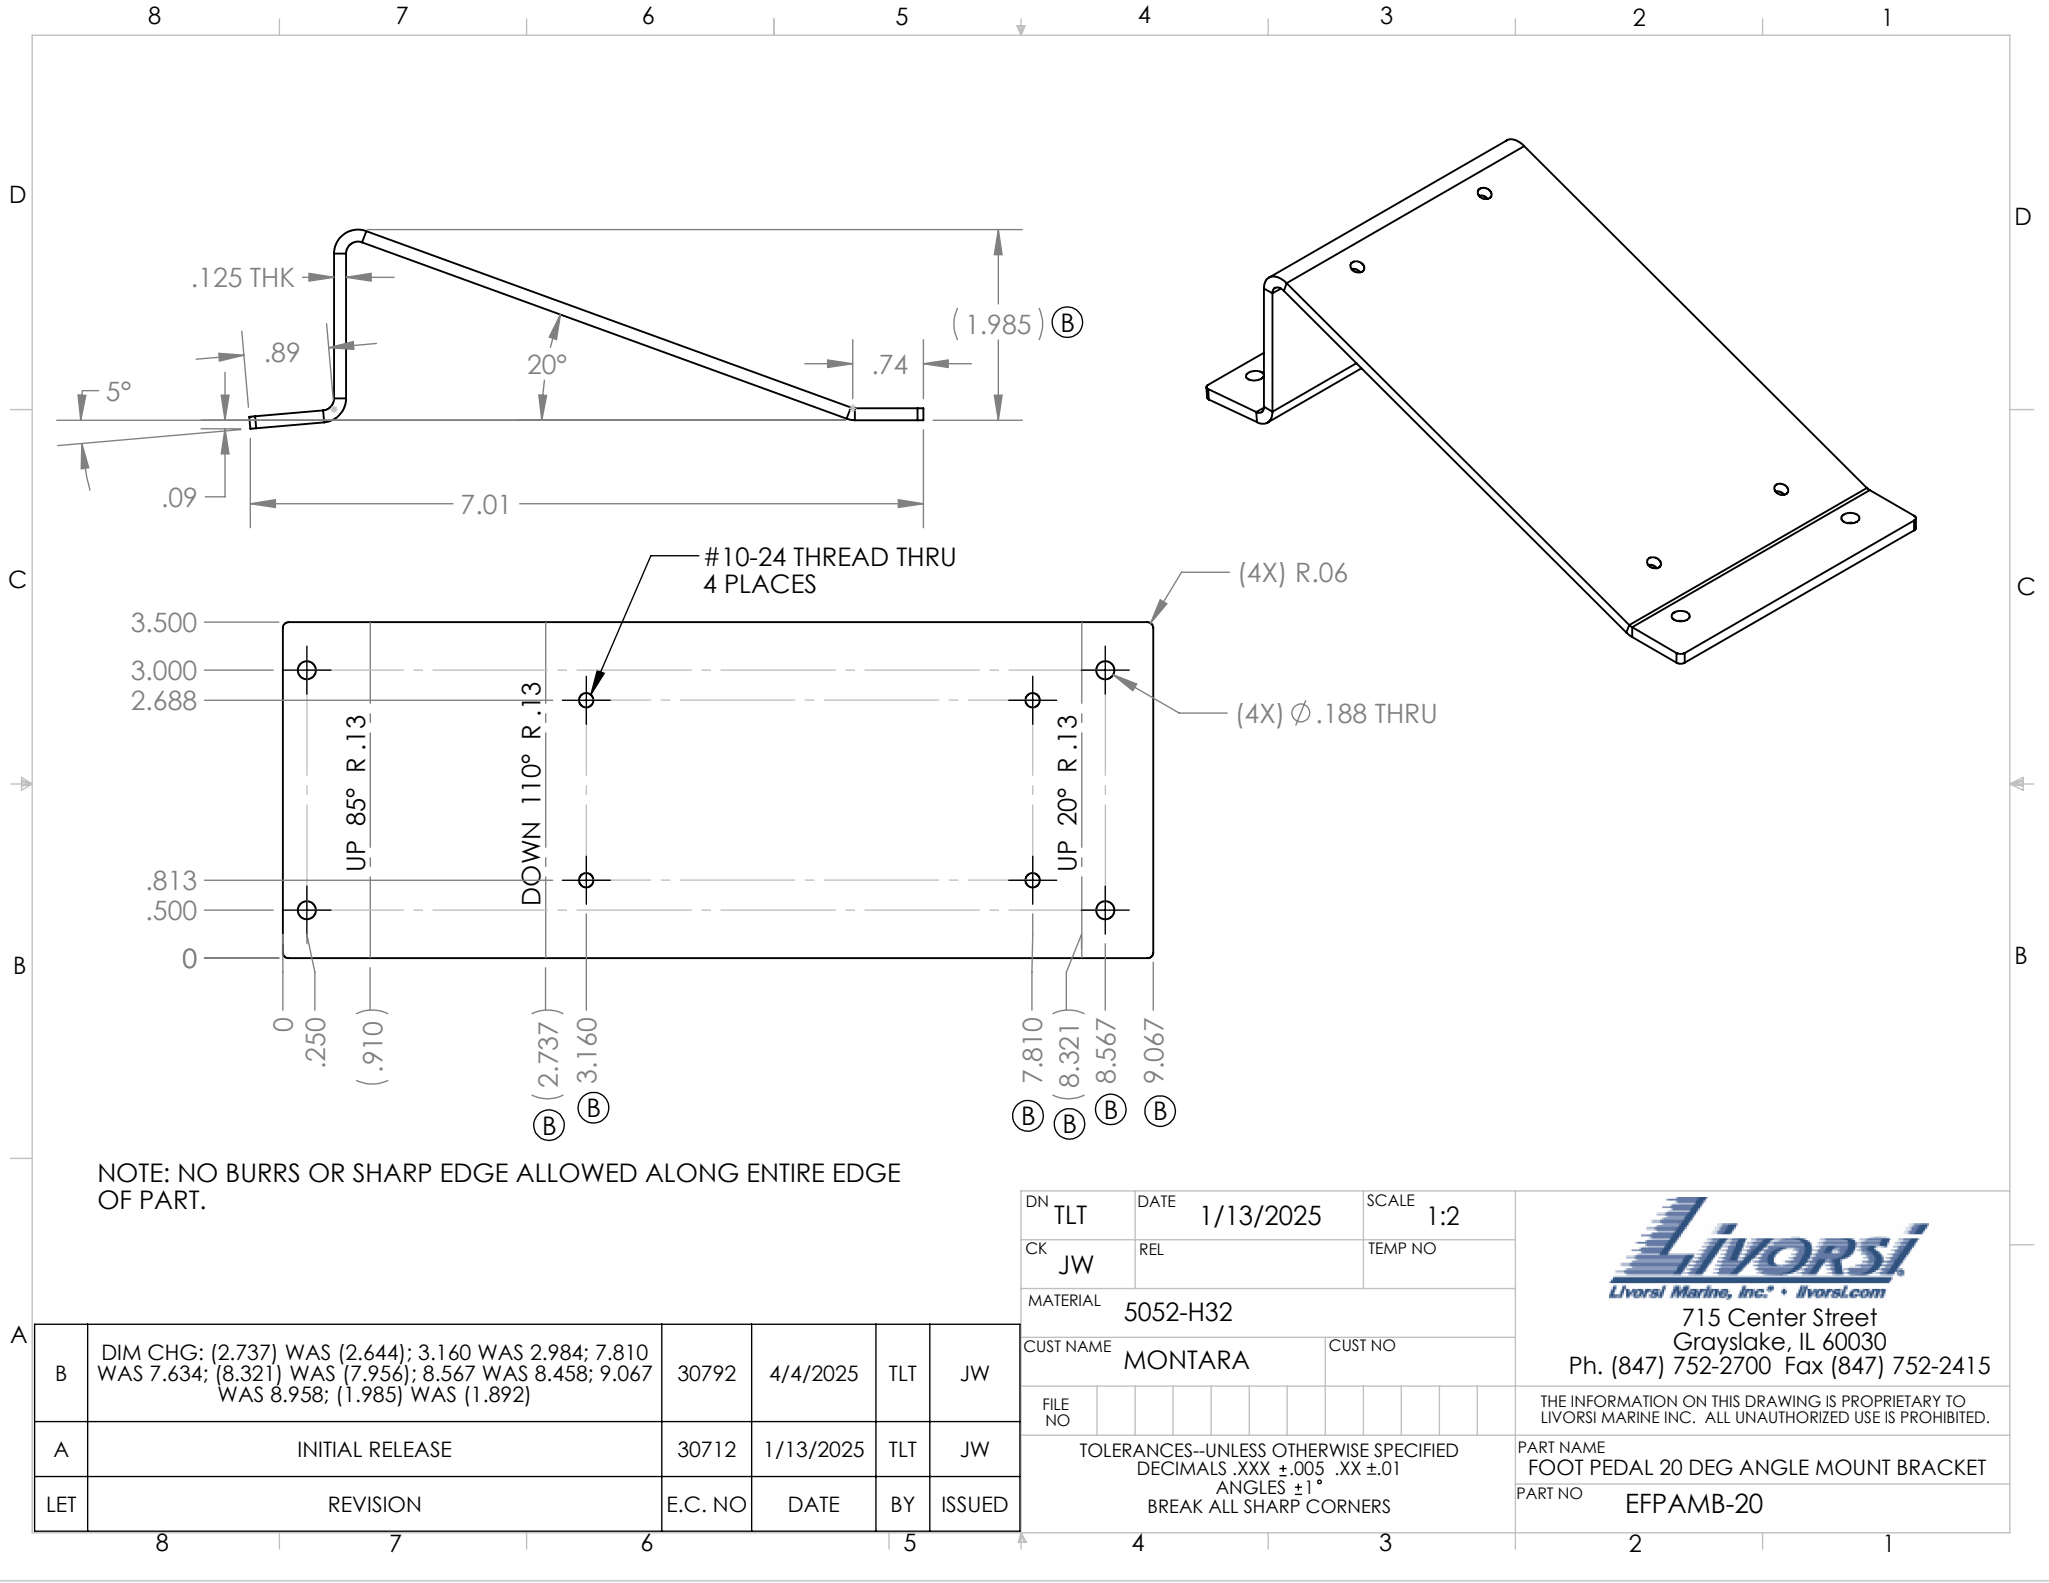 8 7 6 5 4 3 2 1
D
D
.125 THK
.89
5°
.09
20°
(1.985) B
.74
7.01
C
C
#10-24 THREAD THRU
4 PLACES
(4X) R.06
(4X) Ø.188 THRU
3.500
3.000
2.688
.813
.500
0
UP 85° R .13
DOWN 110° R .13
UP 20° R .13
B
B
0
.250
(.910)
(2.737) B
3.160 B
7.810 B
(8.321) B
8.567 B
9.067 B
NOTE: NO BURRS OR SHARP EDGE ALLOWED ALONG ENTIRE EDGE
OF PART.
A
B
DIM CHG: (2.737) WAS (2.644); 3.160 WAS 2.984; 7.810
WAS 7.634; (8.321) WAS (7.956); 8.567 WAS 8.458; 9.067
WAS 8.958; (1.985) WAS (1.892)
30792 4/4/2025 TLT JW
A INITIAL RELEASE 30712 1/13/2025 TLT JW
LET REVISION E.C. NO DATE BY ISSUED
DN TLT DATE 1/13/2025 SCALE 1:2
CK JW REL TEMP NO
MATERIAL 5052-H32
CUST NAME MONTARA CUST NO
FILE
NO
TOLERANCES--UNLESS OTHERWISE SPECIFIED
DECIMALS .XXX ±.005 .XX ±.01
ANGLES ±1°
BREAK ALL SHARP CORNERS
LIVORSI
Livorsi Marine, Inc.® • livorsi.com
715 Center Street
Grayslake, IL 60030
Ph. (847) 752-2700 Fax (847) 752-2415
THE INFORMATION ON THIS DRAWING IS PROPRIETARY TO
LIVORSI MARINE INC. ALL UNAUTHORIZED USE IS PROHIBITED.
PART NAME
FOOT PEDAL 20 DEG ANGLE MOUNT BRACKET
PART NO EFPAMB-20
8 7 6 5 4 3 2 1